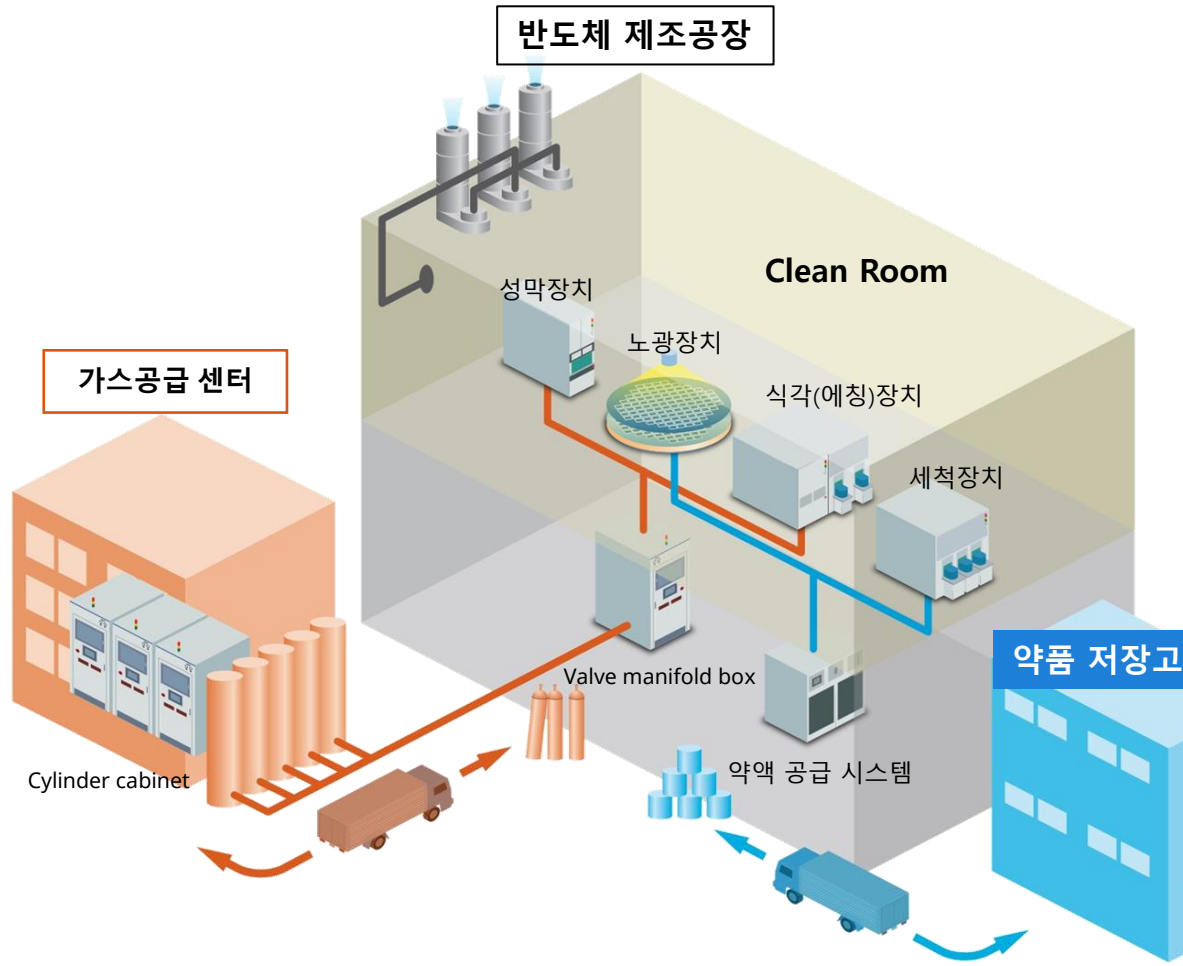 반도체 제조공장
Clean Room
성막장치
노광장치
가스공급 센터
식각(에칭)장치
세척장치
약품 저장고
Valve manifold box
Cylinder cabinet
약액 공급 시스템